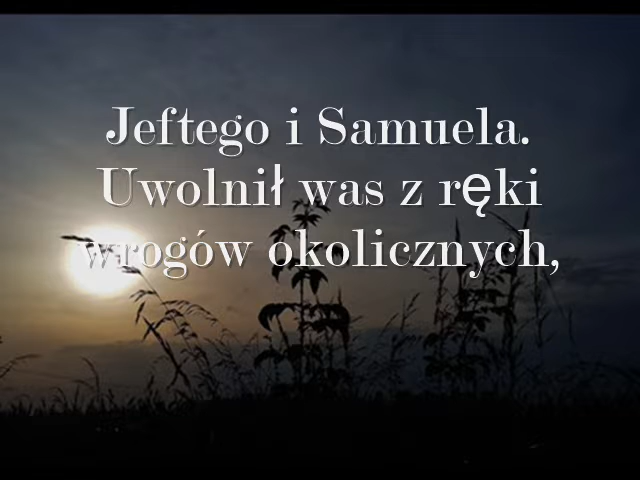 Jeftego i Samuela.
Uwolnił was z ręki
wrogów okolicznych,